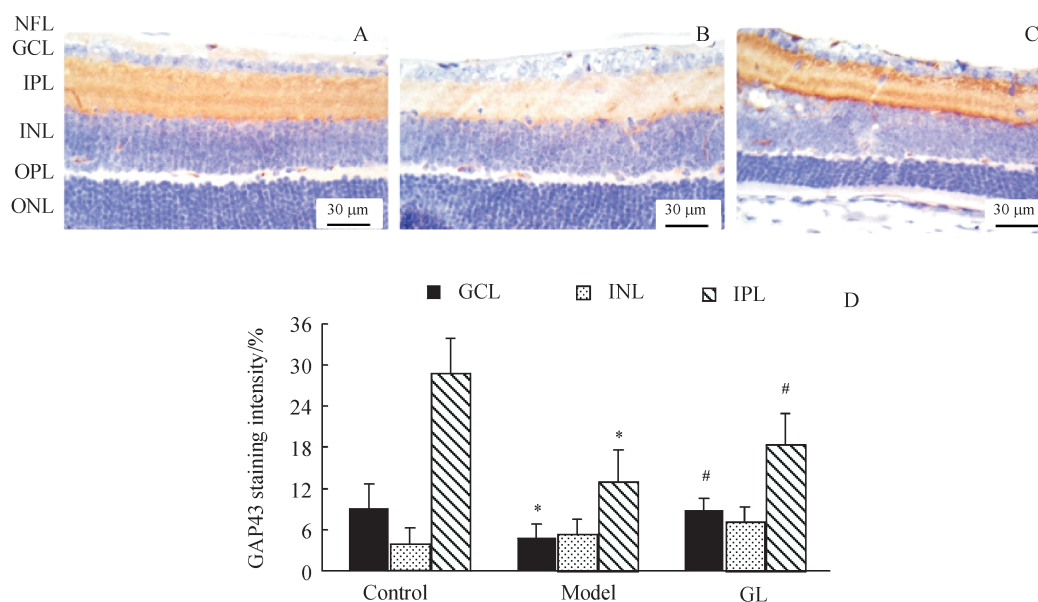 NFL
GCL
IPL
INL
OPL
ONL
A
30 µm
B
30 µm
C
30 µm
GCL INL IPL D
GAP43 staining intensity/%
36
30
24
18
12
6
0
*
*
#
#
Control Model GL